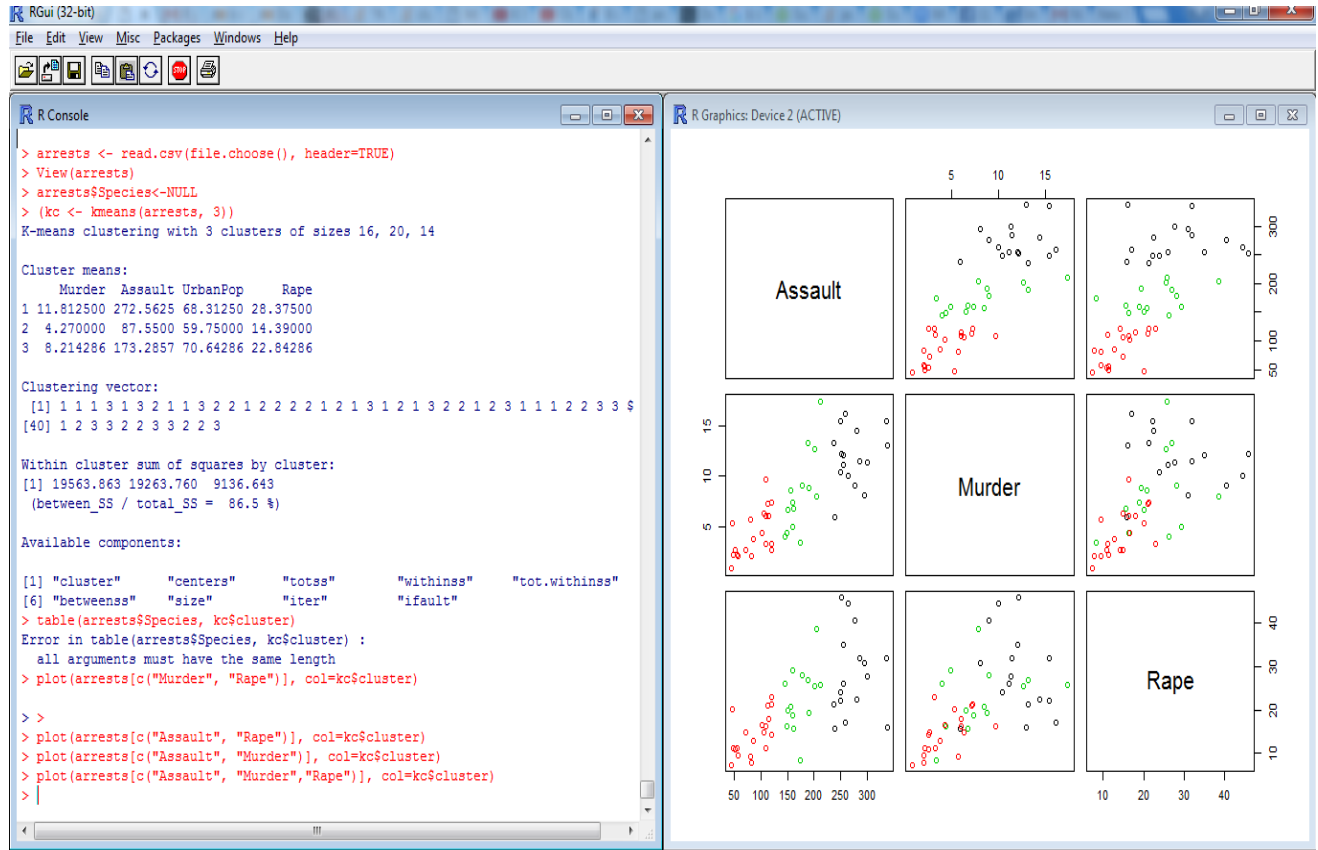 RGui (32-bit)
File Edit View Misc Packages Windows Help
STOP
R Console
> arrests <- read.csv(file.choose(), header=TRUE)
> View(arrests)
> arrests$Species<-NULL
> (kc <- kmeans(arrests, 3))
K-means clustering with 3 clusters of sizes 16, 20, 14
Cluster means:
Murder Assault UrbanPop Rape
1 11.812500 272.5625 68.31250 28.37500
2 4.270000 87.5500 59.75000 14.39000
3 8.214286 173.2857 70.64286 22.84286
Clustering vector:
[1] 1 1 1 3 1 3 2 1 1 3 2 2 1 2 2 2 2 1 2 1 3 1 2 1 3 2 2 1 2 3 1 1 1 2 2 3 3 $
[40] 1 2 3 3 2 2 3 3 2 2 3
Within cluster sum of squares by cluster:
[1] 19563.863 19263.760 9136.643
(between_SS / total_SS = 86.5 %)
Available components:
[1] "cluster" "centers" "totss" "withinss" "tot.withinss"
[6] "betweenss" "size" "iter" "ifault"
> table(arrests$Species, kc$cluster)
Error in table(arrests$Species, kc$cluster) :
all arguments must have the same length
> plot(arrests[c("Murder", "Rape")], col=kc$cluster)
> >
> plot(arrests[c("Assault", "Rape")], col=kc$cluster)
> plot(arrests[c("Assault", "Murder")], col=kc$cluster)
> plot(arrests[c("Assault", "Murder","Rape")], col=kc$cluster)
>
R Graphics: Device 2 (ACTIVE)
5 10 15
Assault
300
200
100
50
15
10
5
Murder
Rape
40
30
20
10
50 100 150 200 300
10 20 30 40